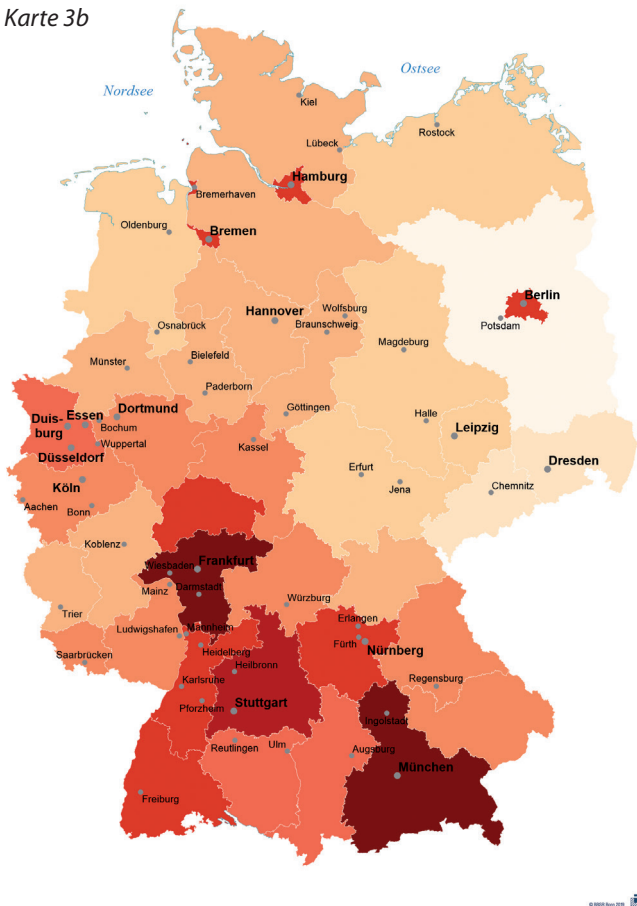 Karte 3b
Ostsee
Nordsee
Kiel
Rostock
Lübeck
Hamburg
Bremerhaven
Oldenburg
Bremen
Berlin
Wolfsburg
Hannover
Potsdam
Braunschweig
Osnabrück
Magdeburg
Bielefeld
Münster
Paderborn
Göttingen
Halle
Duis-
burg
Essen
Dortmund
Bochum
Leipzig
Wuppertal
Kassel
Düsseldorf
Dresden
Erfurt
Köln
Jena
Chemnitz
Aachen
Bonn
Koblenz
Frankfurt
Wiesbaden
Darmstadt
Mainz
Würzburg
Trier
Erlangen
Ludwigshafen
Mannheim
Fürth
Nürnberg
Heidelberg
Saarbrücken
Heilbronn
Karlsruhe
Regensburg
Pforzheim
Stuttgart
Ingolstadt
Reutlingen
Ulm
Augsburg
München
Freiburg